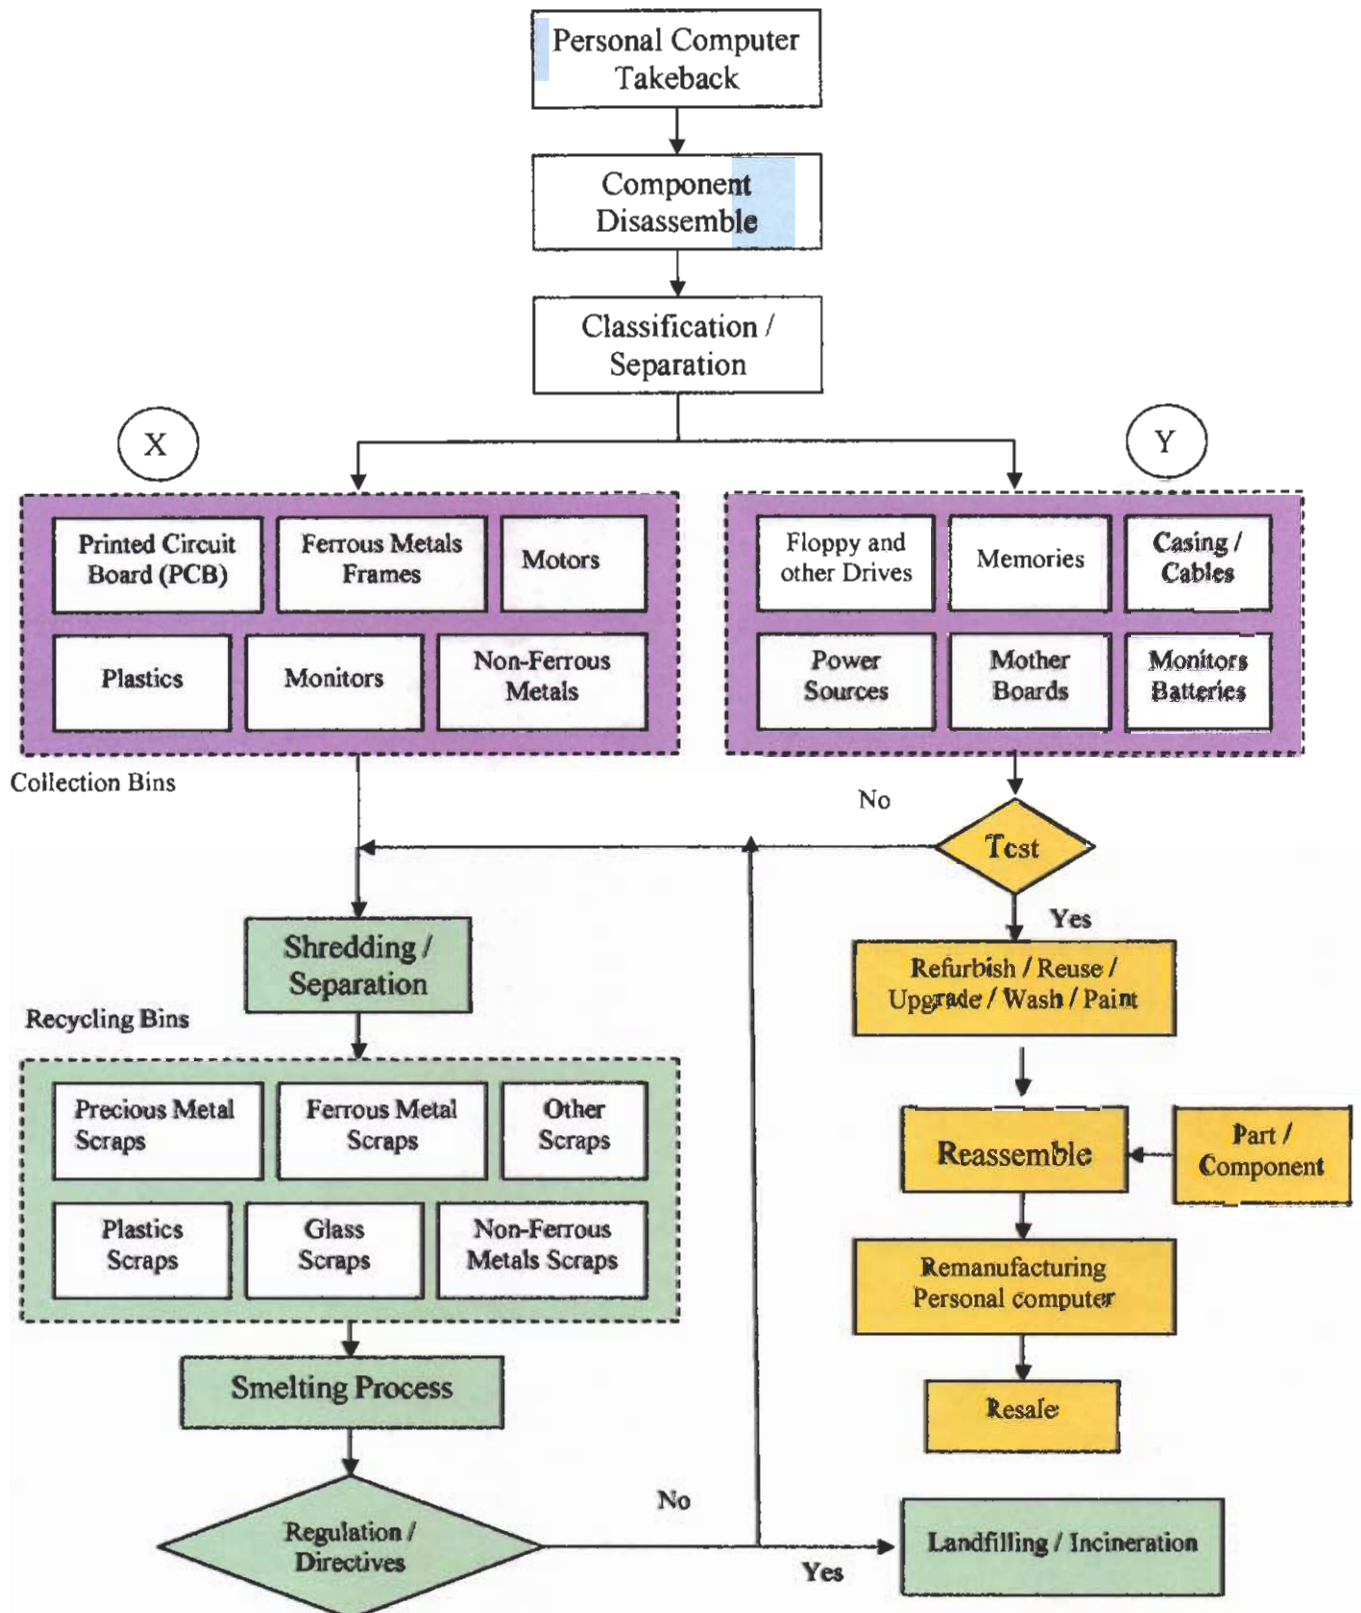 Personal Computer
Takeback
Component
Disassemble
Classification /
Separation
X
Y
Printed Circuit
Board (PCB)
Ferrous Metals
Frames
Motors
Plastics
Monitors
Non-Ferrous
Metals
Floppy and
other Drives
Memories
Casing /
Cables
Power
Sources
Mother
Boards
Monitors
Batteries
Collection Bins
No
Test
Yes
Shredding /
Separation
Refurbish / Reuse /
Upgrade / Wash / Paint
Recycling Bins
Precious Metal
Scraps
Ferrous Metal
Scraps
Other
Scraps
Plastics
Scraps
Glass
Scraps
Non-Ferrous
Metals Scraps
Reassemble
Part /
Component
Remanufacturing
Personal computer
Smelting Process
Resale
Regulation /
Directives
No
Yes
Landfilling / Incineration